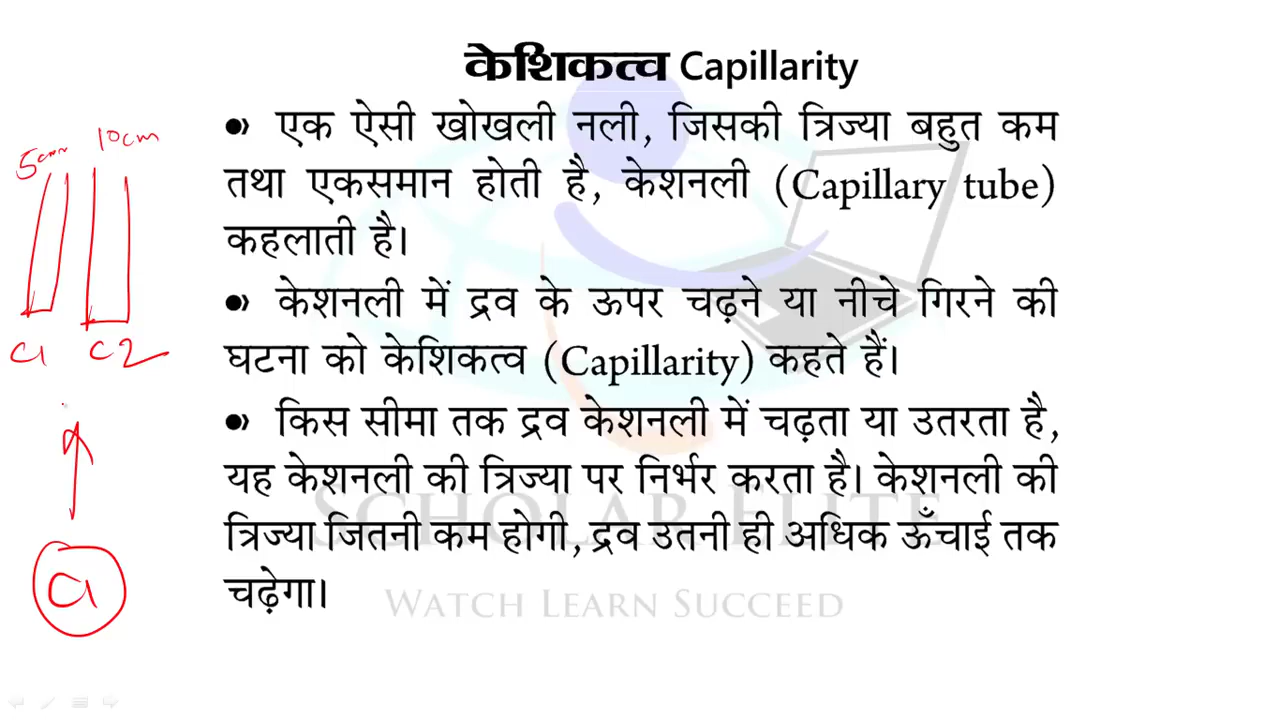 केशिकत्व Capillarity
• एक ऐसी खोखली नली, जिसकी त्रिज्या बहुत कम
तथा एकसमान होती है, केशनली (Capillary tube)
कहलाती है।
• केशनली में द्रव के ऊपर चढ़ने या नीचे गिरने की
घटना को केशिकत्व (Capillarity) कहते हैं।
• किस सीमा तक द्रव केशनली में चढ़ता या उतरता है,
यह केशनली की त्रिज्या पर निर्भर करता है। केशनली की
त्रिज्या जितनी कम होगी, द्रव उतनी ही अधिक ऊँचाई तक
चढ़ेगा।
5cm 10cm
C1 C2
C1
SCHOLAR ELITE
WATCH LEARN SUCCEED